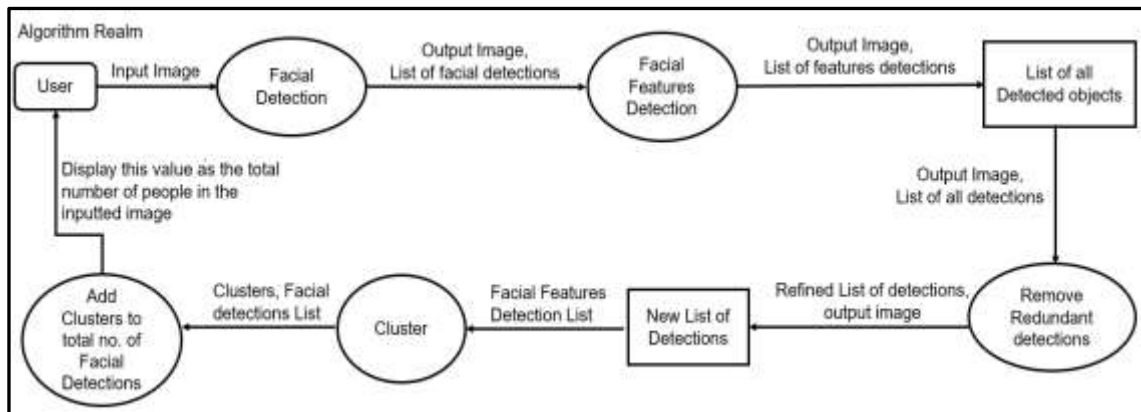 Algorithm Realm
User
Input Image
Facial
Detection
Output Image,
List of facial detections
Facial
Features
Detection
Output Image,
List of features detections
List of all
Detected objects
Output Image,
List of all detections
Remove
Redundant
detections
Refined List of detections,
output image
New List of
Detections
Facial Features
Detection List
Cluster
Clusters, Facial
detections List
Add
Clusters to
total no. of
Facial
Detections
Display this value as the total
number of people in the
inputted image